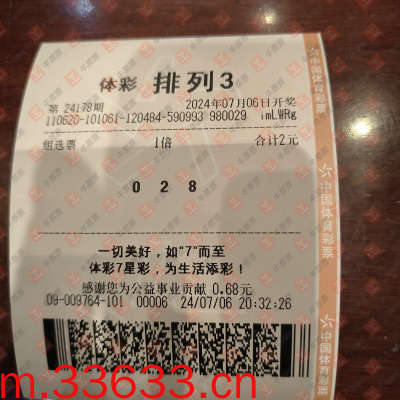 体彩 排列3
第 24178期 2024年07月06日开奖
110620-101061-120484-590993 980029 imLWRg
组选票 1倍 合计2元
0 2 8
一切美好，如“7”而至
体彩7星彩，为生活添彩！
感谢您为公益事业贡献 0.68元
09-009764-101 00006 24/07/06 20:32:26
中国体育彩票
中国体育彩票
中国体育彩票
m.33633.cn